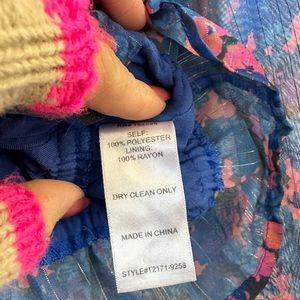 SELF:
100% POLYESTER
LINING:
100% RAYON
DRY CLEAN ONLY
MADE IN CHINA
STYLE#T2171-9258